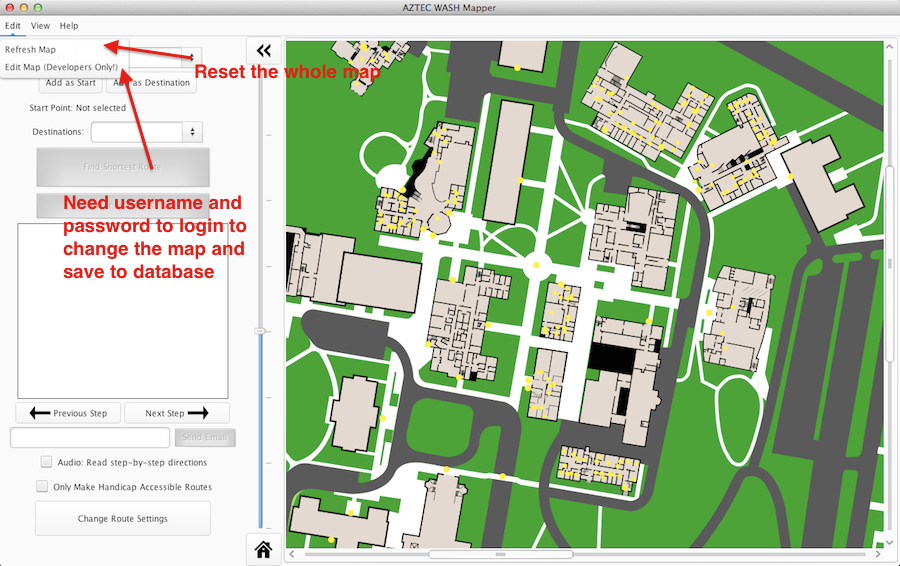 AZTEC WASH Mapper
Edit View Help
Refresh Map
Edit Map (Developers Only!)
Reset the whole map
Add as Start
Add as Destination
Start Point: Not selected
Destinations:
Find Shortest Route
Need username and
password to login to
change the map and
save to database
Previous Step
Next Step
Send Email
Audio: Read step-by-step directions
Only Make Handicap Accessible Routes
Change Route Settings